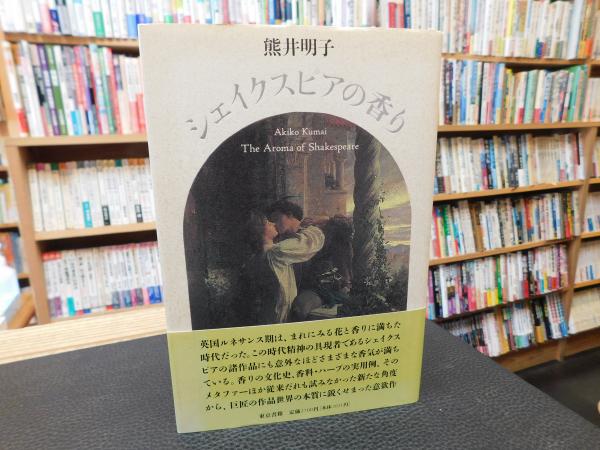 熊井明子
シェイクスピアの香り
Akiko Kumai
The Aroma of Shakespeare
英国ルネサンス期は、まれにみる花と香りに満ちた
時代だった。この時代精神の具現者であるシェイクス
ピアの諸作品にも意外なほどさまざまな香気が満ち
ている。香りの文化史、香料・ハーブの実用例、その
メタファーほか従来だれも試みなかった新たな角度
から、巨匠の作品世界の本質に鋭くせまった意欲作
東京書籍